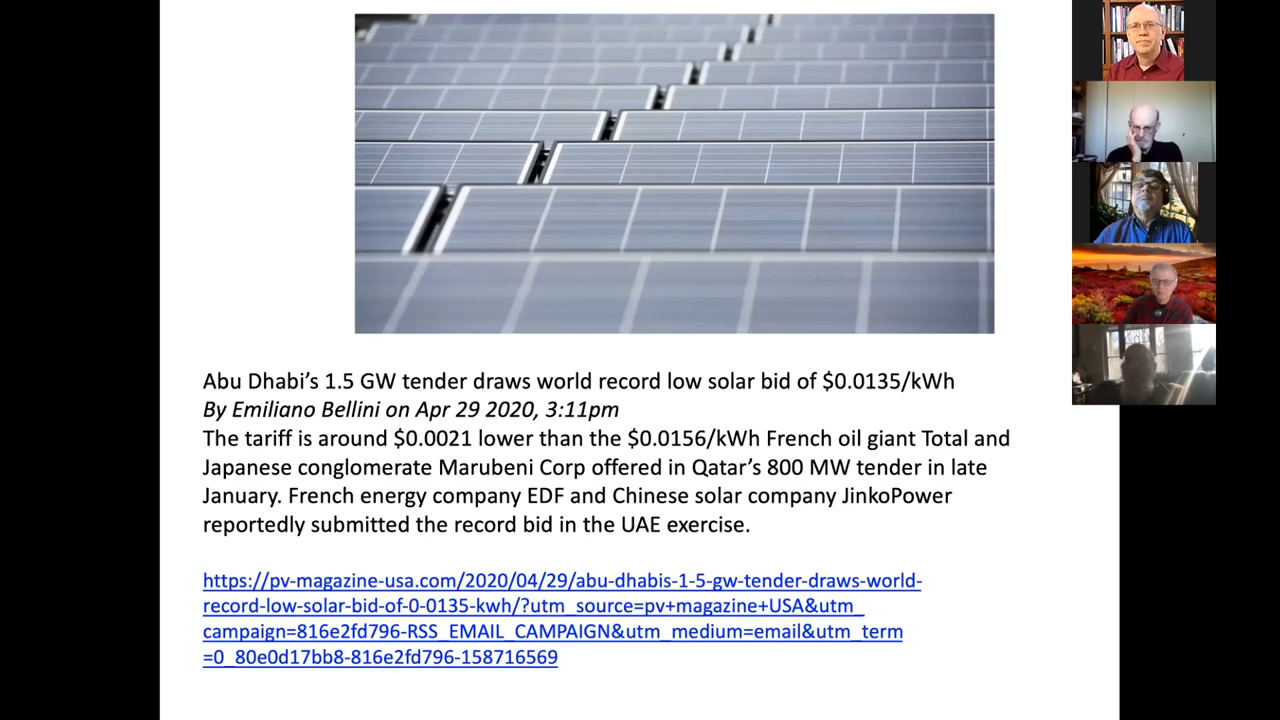 Abu Dhabi’s 1.5 GW tender draws world record low solar bid of $0.0135/kWh
By Emiliano Bellini on Apr 29 2020, 3:11pm
The tariff is around $0.0021 lower than the $0.0156/kWh French oil giant Total and
Japanese conglomerate Marubeni Corp offered in Qatar’s 800 MW tender in late
January. French energy company EDF and Chinese solar company JinkoPower
reportedly submitted the record bid in the UAE exercise.
https://pv-magazine-usa.com/2020/04/29/abu-dhabis-1-5-gw-tender-draws-world-
record-low-solar-bid-of-0-0135-kwh/?utm_source=pv+magazine+USA&utm_
campaign=816e2fd796-RSS_EMAIL_CAMPAIGN&utm_medium=email&utm_term
=0_80e0d17bb8-816e2fd796-158716569